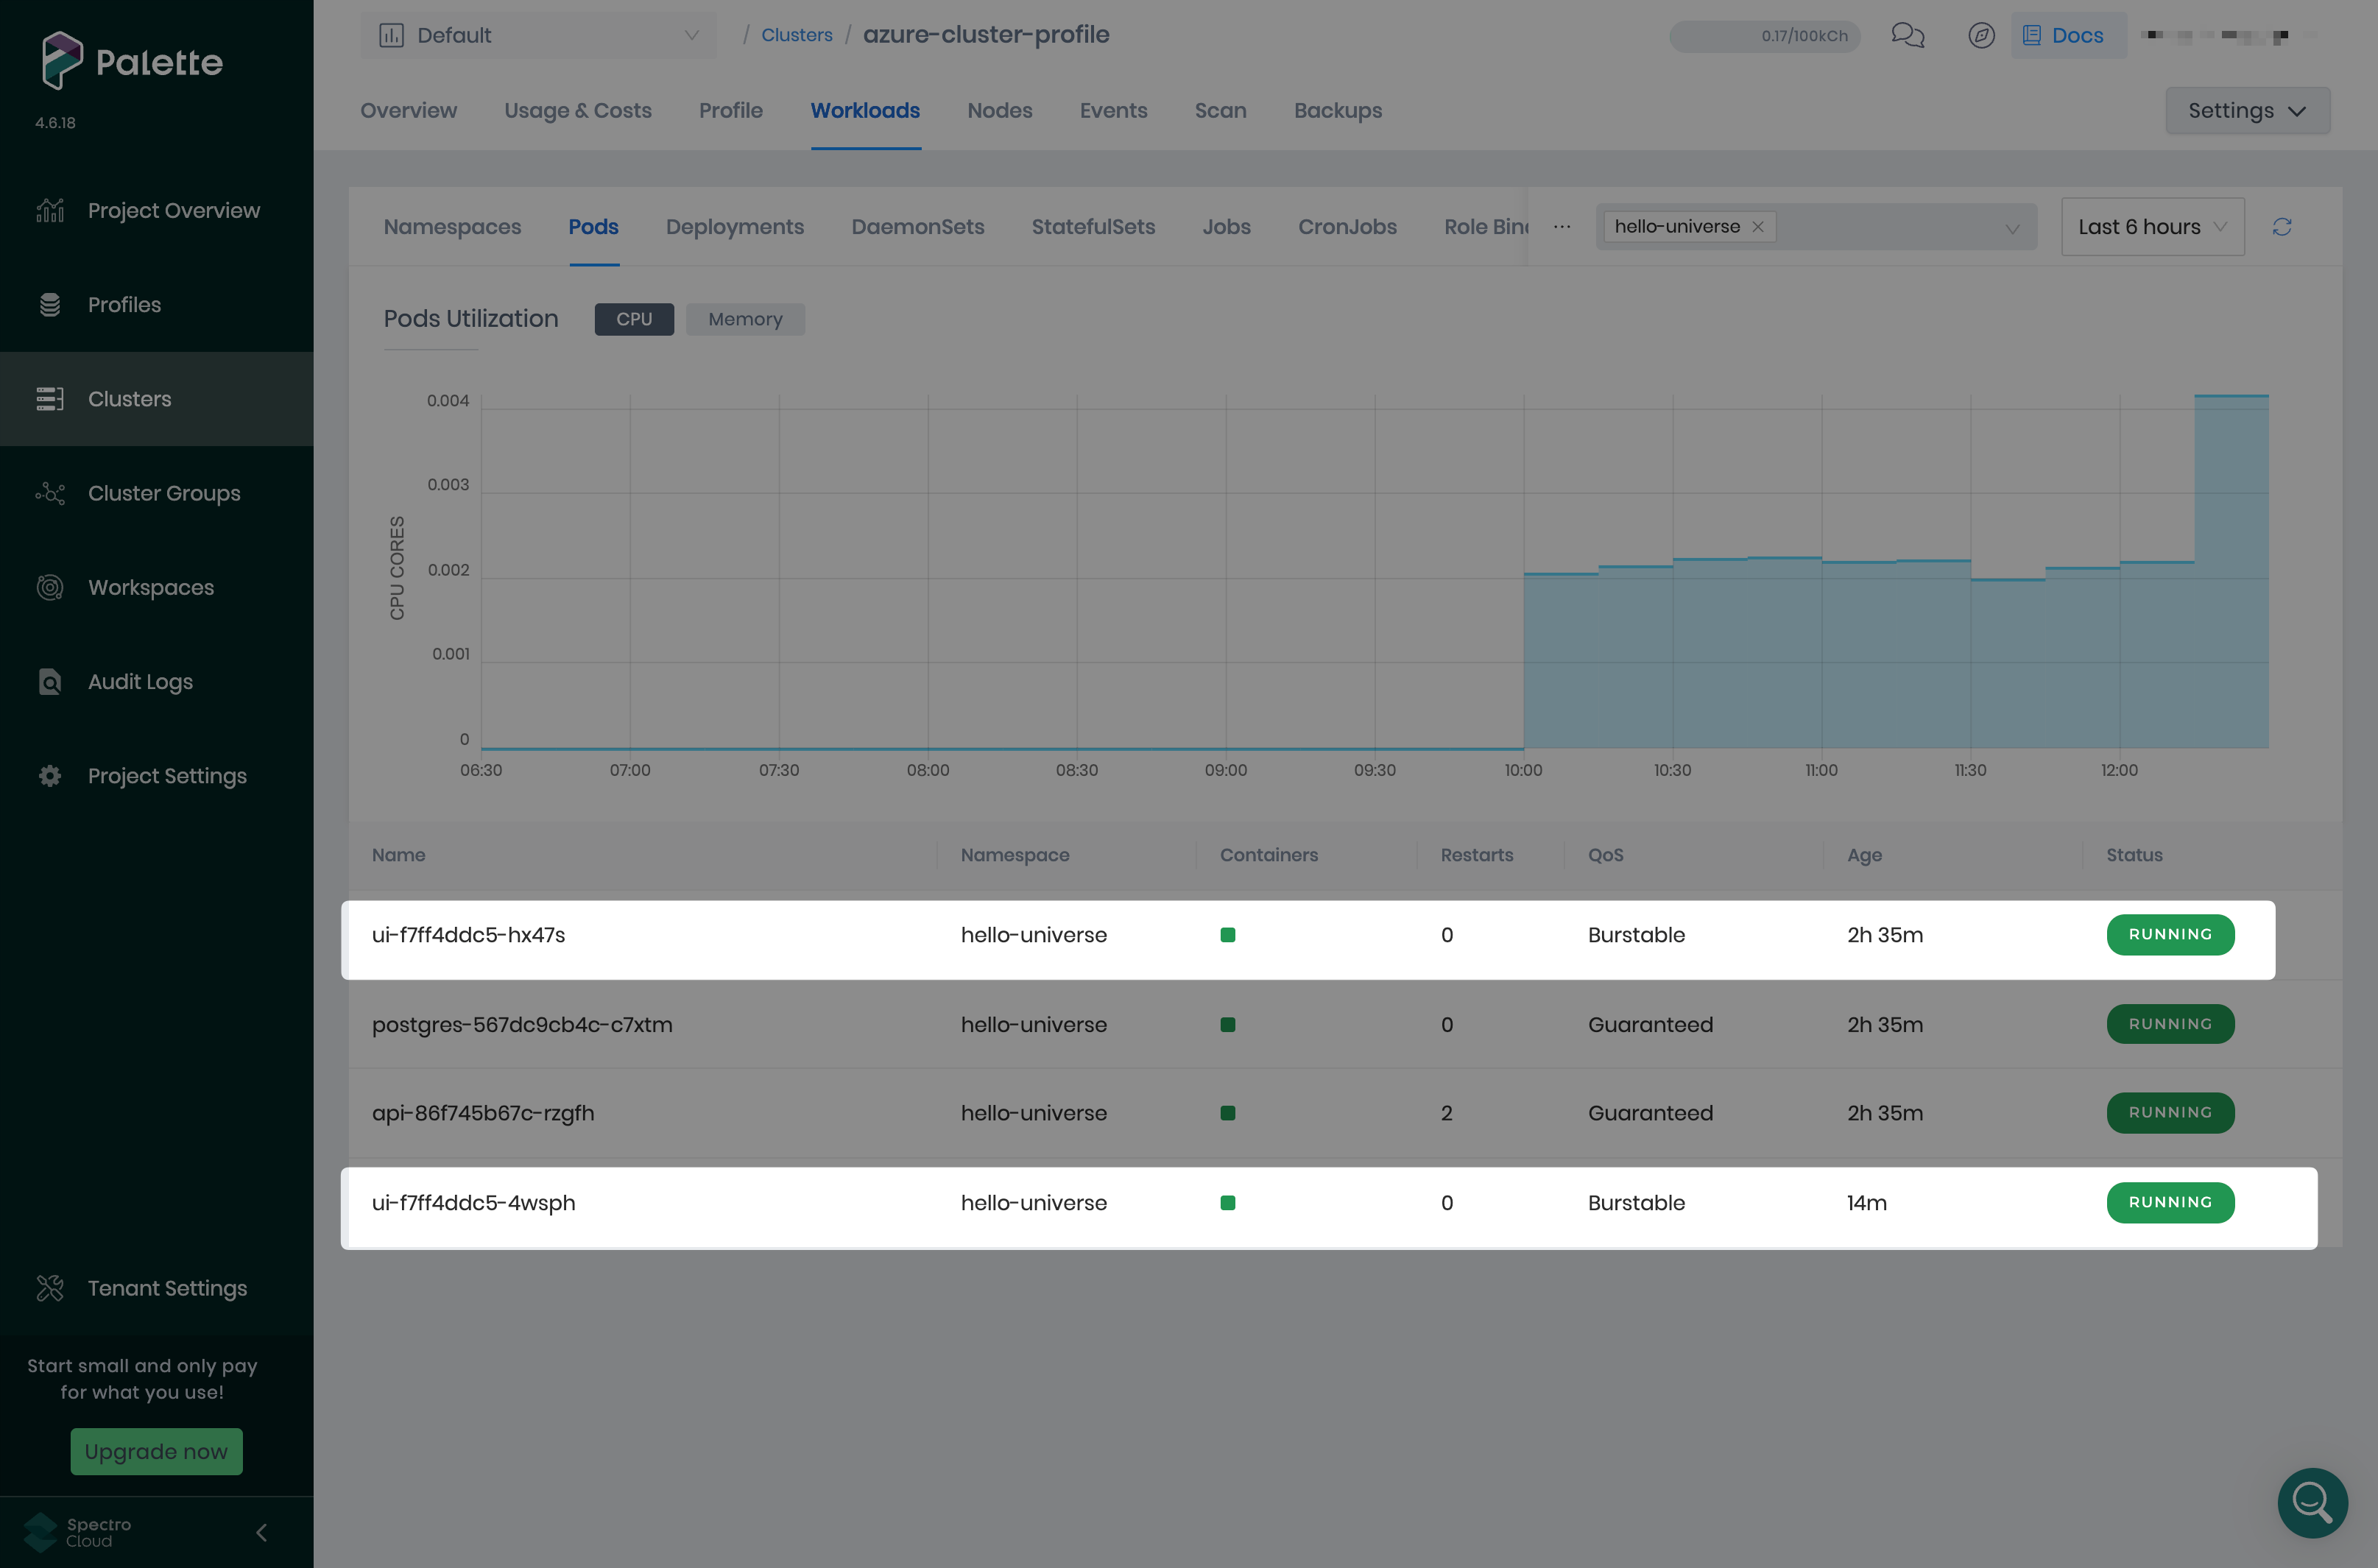 Palette
4.6.18
Project Overview
Profiles
Clusters
Cluster Groups
Workspaces
Audit Logs
Project Settings
Tenant Settings
Start small and only pay
for what you use!
Upgrade now
Spectro
Cloud
Default / Clusters / azure-cluster-profile 0.17/100kCh Docs
Overview Usage & Costs Profile Workloads Nodes Events Scan Backups Settings
Namespaces Pods Deployments DaemonSets StatefulSets Jobs CronJobs Role Bin ... hello-universe Last 6 hours
Pods Utilization CPU Memory
CPU CORES
0.004
0.003
0.002
0.001
0
06:30 07:00 07:30 08:00 08:30 09:00 09:30 10:00 10:30 11:00 11:30 12:00
Name Namespace Containers Restarts QoS Age Status
ui-f7ff4ddc5-hx47s hello-universe 0 Burstable 2h 35m RUNNING
postgres-567dc9cb4c-c7xtm hello-universe 0 Guaranteed 2h 35m RUNNING
api-86f745b67c-rzgfh hello-universe 2 Guaranteed 2h 35m RUNNING
ui-f7ff4ddc5-4wsph hello-universe 0 Burstable 14m RUNNING